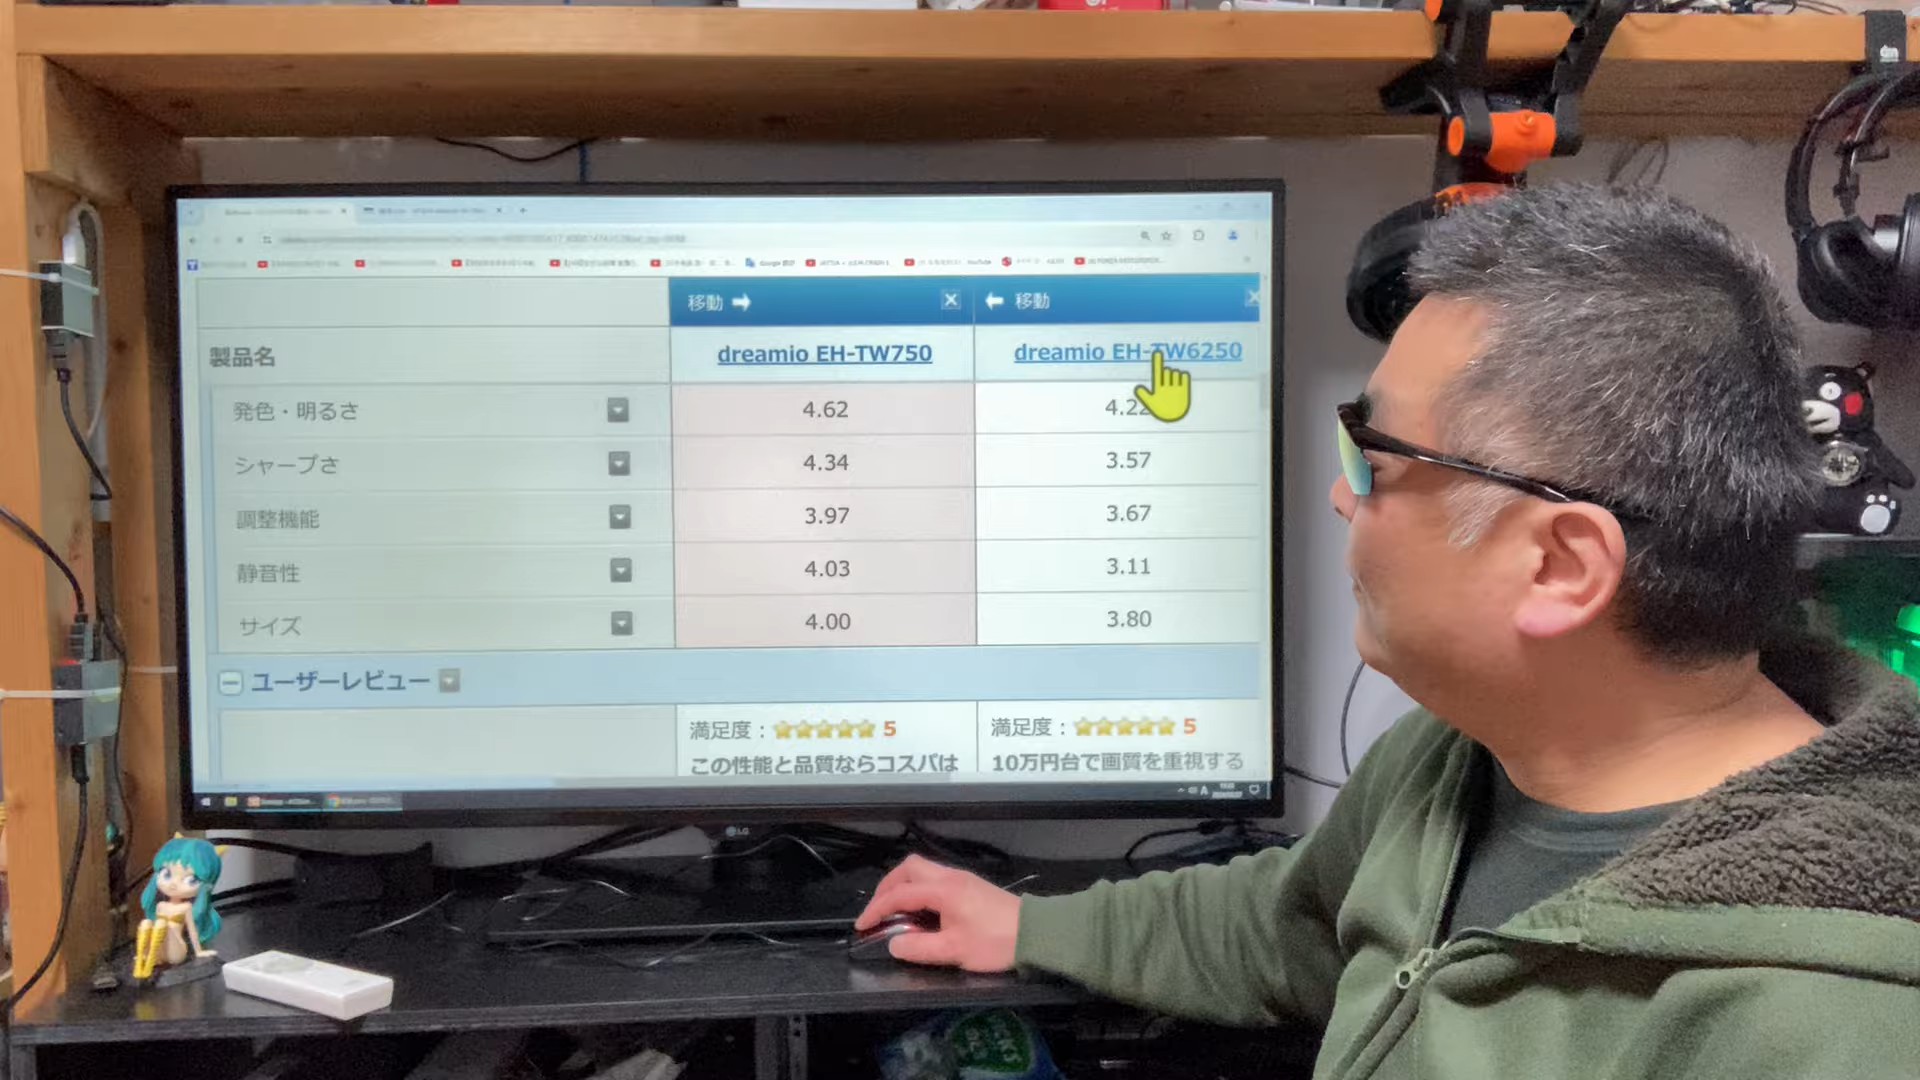 移動 → × ← 移動 ×
製品名 dreamio EH-TW750 dreamio EH-TW6250
発色・明るさ 4.62 4.22
シャープさ 4.34 3.57
調整機能 3.97 3.67
静音性 4.03 3.11
サイズ 4.00 3.80
ユーザーレビュー
満足度：★★★★★ 5 満足度：★★★★★ 5
この性能と品質ならコスパは 10万円台で画質を重視する
LG